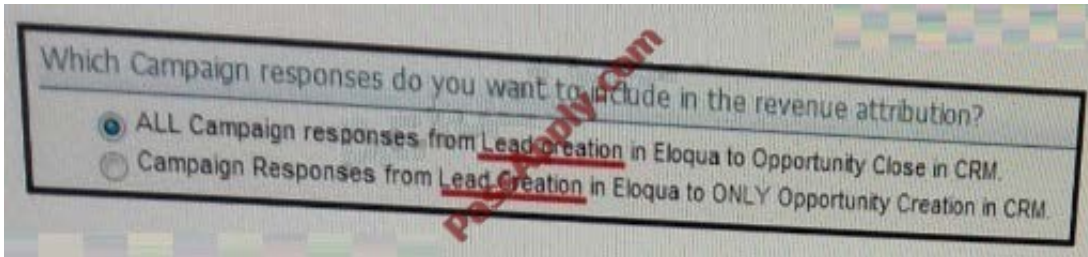 Which Campaign responses do you want to include in the revenue attribution?
ALL Campaign responses from Lead Creation in Eloqua to Opportunity Close in CRM.
Campaign Responses from Lead Creation in Eloqua to ONLY Opportunity Creation in CRM.